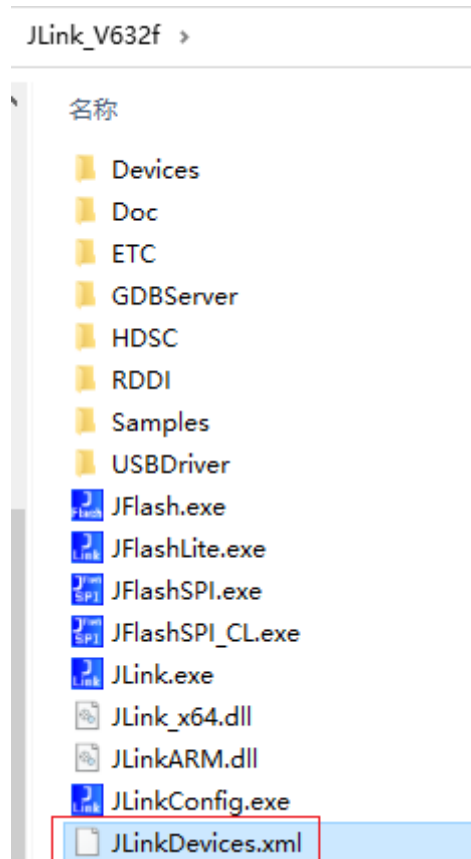 JLink_V632f >
名称
Devices
Doc
ETC
GDBServer
HDSC
RDDI
Samples
USBDriver
JFlash.exe
JFlashLite.exe
JFlashSPI.exe
JFlashSPI_CL.exe
JLink.exe
JLink_x64.dll
JLinkARM.dll
JLinkConfig.exe
JLinkDevices.xml